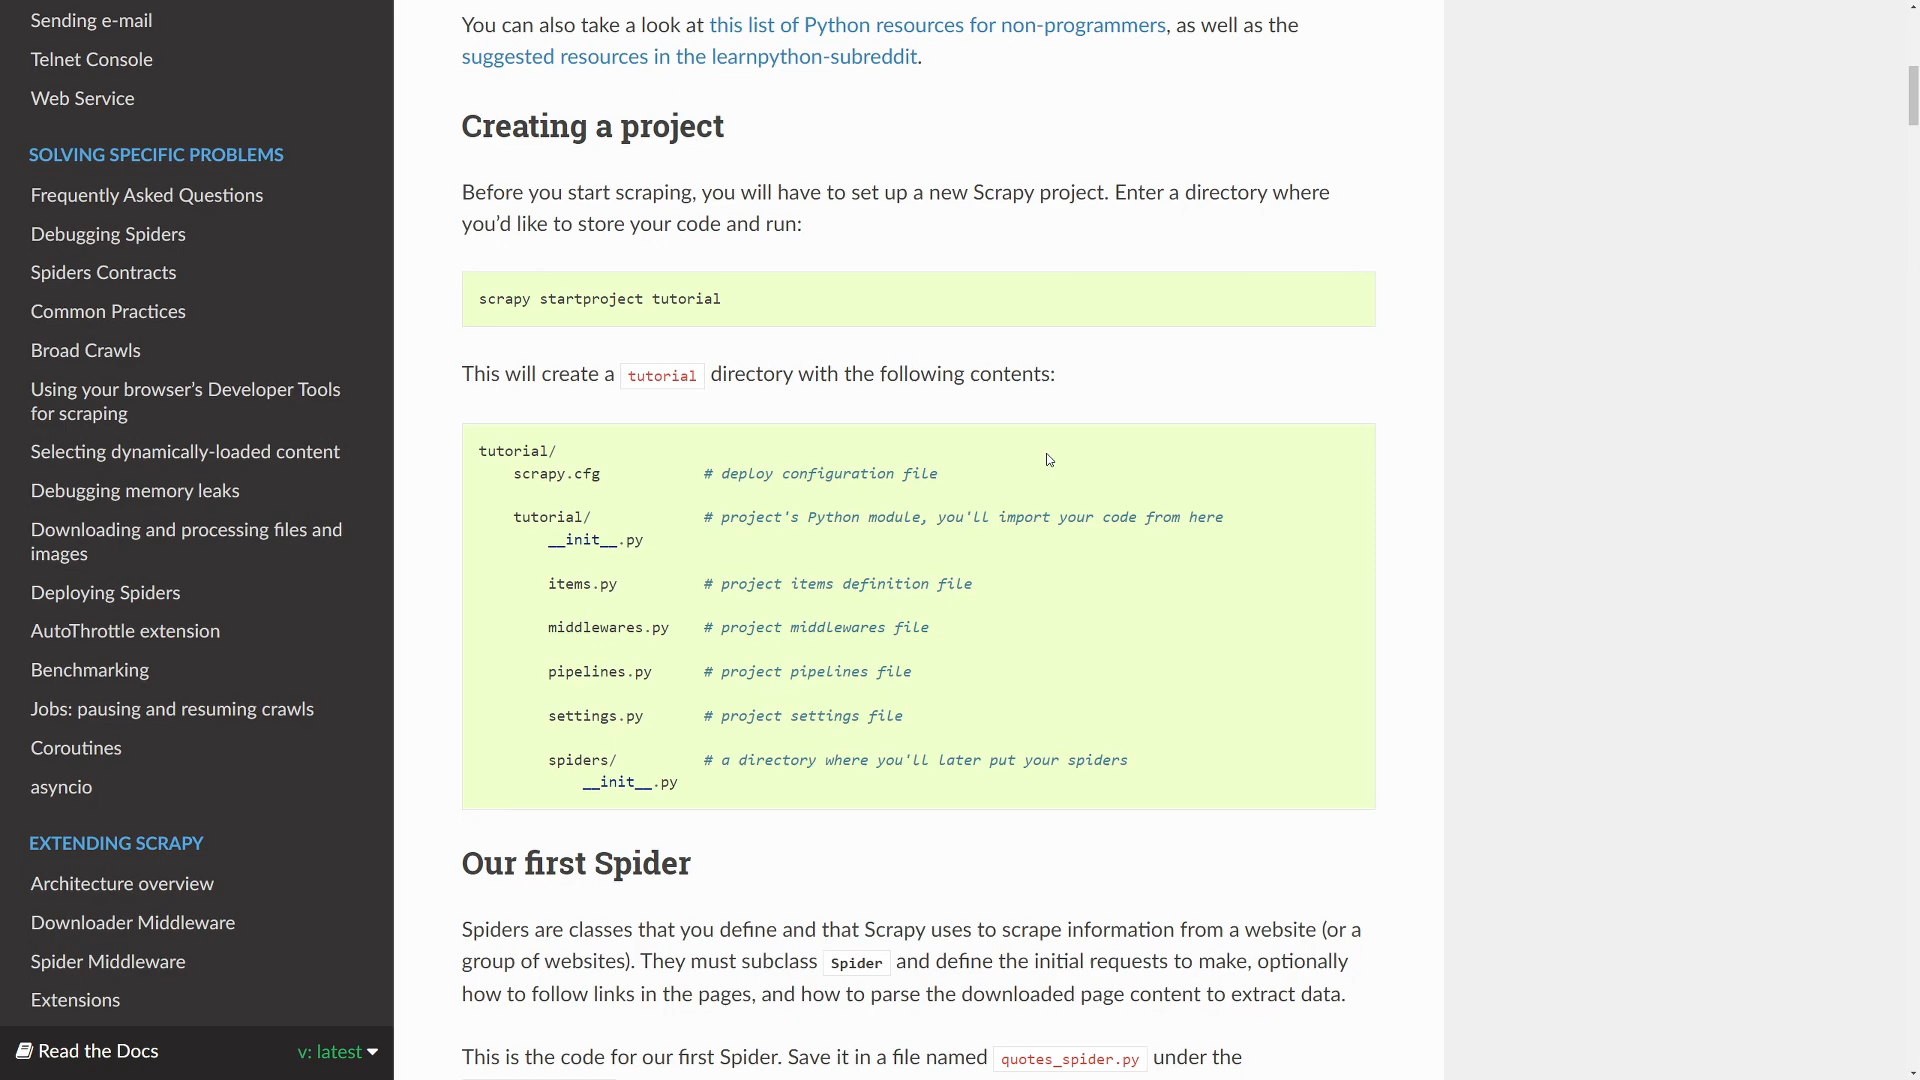 Sending e-mail
Telnet Console
Web Service
SOLVING SPECIFIC PROBLEMS
Frequently Asked Questions
Debugging Spiders
Spiders Contracts
Common Practices
Broad Crawls
Using your browser’s Developer Tools
for scraping
Selecting dynamically-loaded content
Debugging memory leaks
Downloading and processing files and
images
Deploying Spiders
AutoThrottle extension
Benchmarking
Jobs: pausing and resuming crawls
Coroutines
asyncio
EXTENDING SCRAPY
Architecture overview
Downloader Middleware
Spider Middleware
Extensions
Read the Docs v: latest
You can also take a look at this list of Python resources for non-programmers, as well as the
suggested resources in the learnpython-subreddit.
Creating a project
Before you start scraping, you will have to set up a new Scrapy project. Enter a directory where
you’d like to store your code and run:
scrapy startproject tutorial
This will create a tutorial directory with the following contents:
tutorial/
scrapy.cfg # deploy configuration file
tutorial/ # project's Python module, you'll import your code from here
__init__.py
items.py # project items definition file
middlewares.py # project middlewares file
pipelines.py # project pipelines file
settings.py # project settings file
spiders/ # a directory where you'll later put your spiders
__init__.py
Our first Spider
Spiders are classes that you define and that Scrapy uses to scrape information from a website (or a
group of websites). They must subclass Spider and define the initial requests to make, optionally
how to follow links in the pages, and how to parse the downloaded page content to extract data.
This is the code for our first Spider. Save it in a file named quotes_spider.py under the